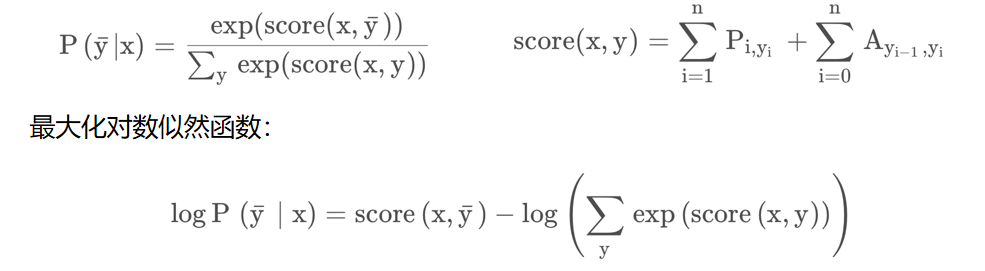 P(ȳ|x) = exp(score(x, ȳ)) / ∑_y exp(score(x, y))    score(x, y) = ∑_{i=1}^{n} P_{i,y_i} + ∑_{i=0}^{n} A_{y_{i−1},y_i}
最大化对数似然函数：
log P (ȳ | x) = score (x, ȳ) − log (∑_y exp (score (x, y)))